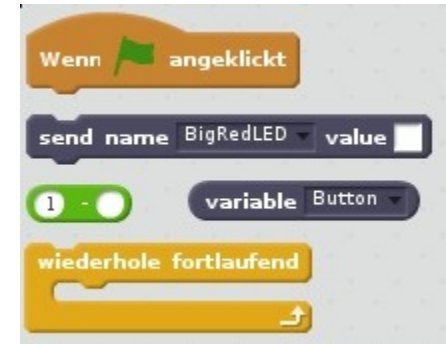 Wenn angeklickt
send name BigRedLED value
1 - variable Button
wiederhole fortlaufend